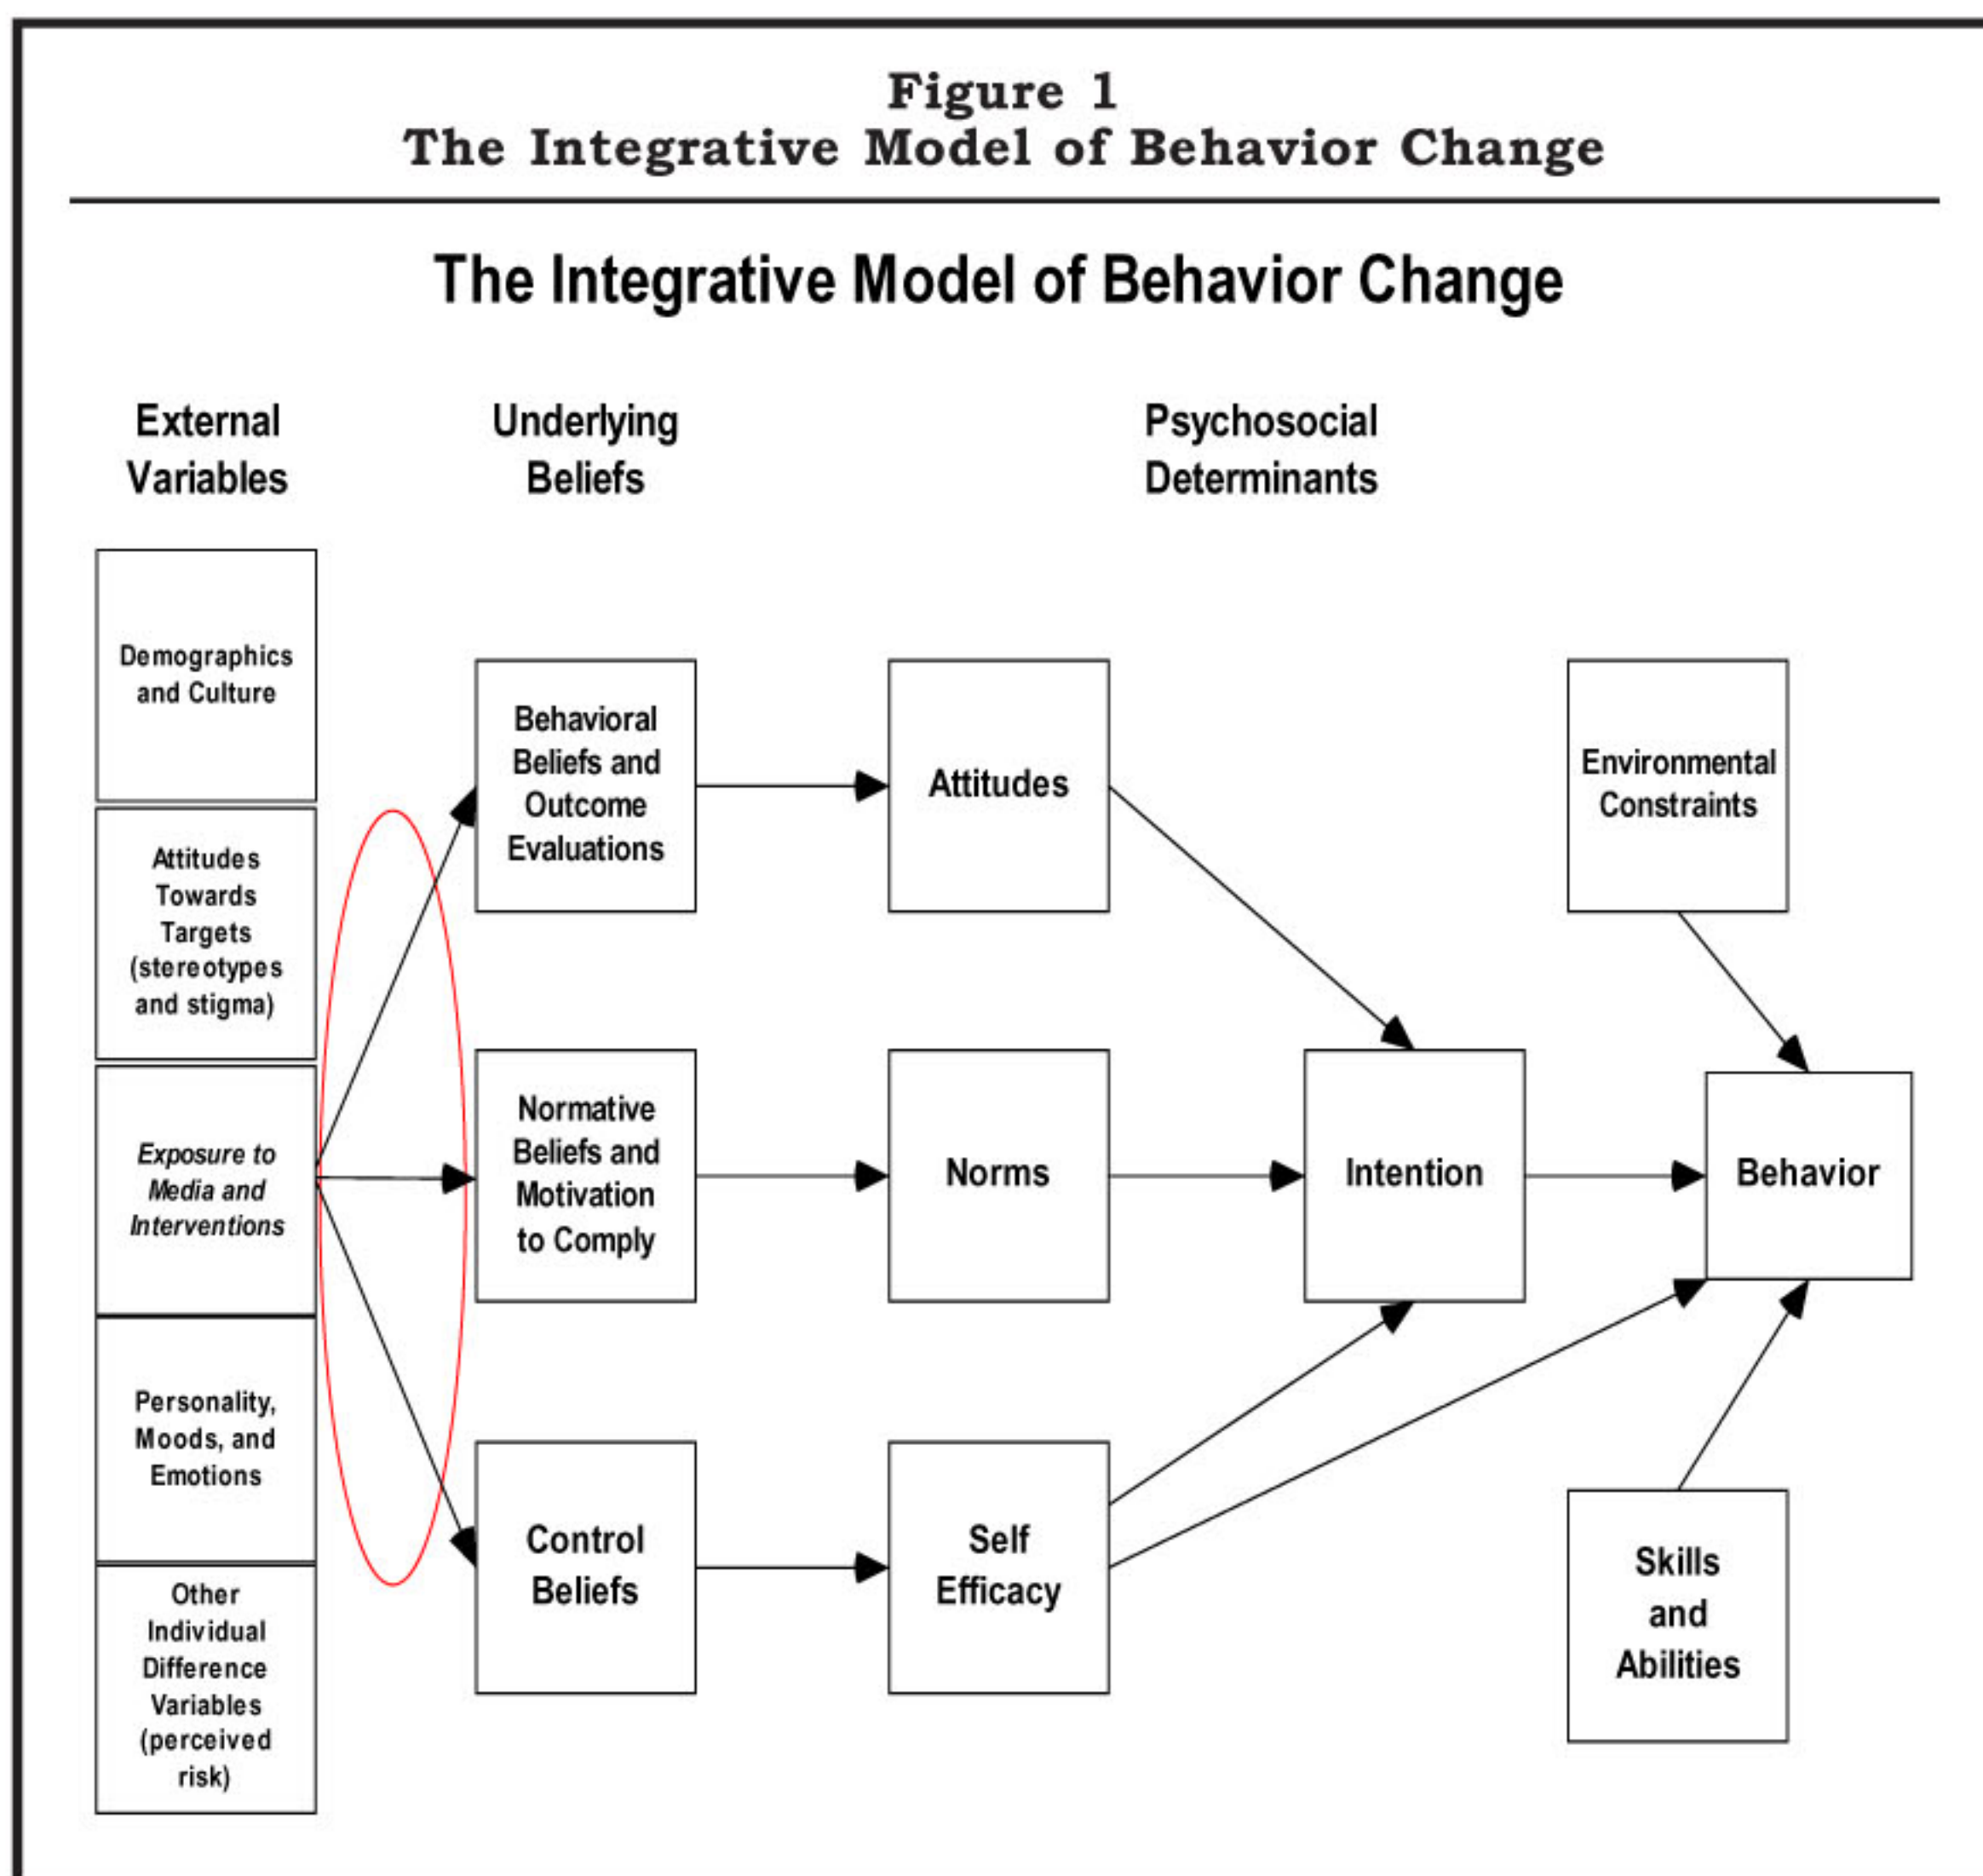 Figure 1
The Integrative Model of Behavior Change
The Integrative Model of Behavior Change
External
Variables
Underlying
Beliefs
Psychosocial
Determinants
Demographics
and Culture
Attitudes
Towards
Targets
(stereotypes
and stigma)
Exposure to
Media and
Interventions
Personality,
Moods, and
Emotions
Other
Individual
Difference
Variables
(perceived
risk)
Behavioral
Beliefs and
Outcome
Evaluations
Normative
Beliefs and
Motivation
to Comply
Control
Beliefs
Attitudes
Norms
Self
Efficacy
Intention
Environmental
Constraints
Behavior
Skills
and
Abilities